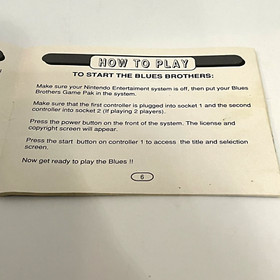 HOW TO PLAY
TO START THE BLUES BROTHERS:
Make sure your Nintendo Entertaiment system is off, then put your Blues
Brothers Game Pak in the system.
Make sure that the first controller is plugged into socket 1 and the second
controller into socket 2 (if playing 2 players).
Press the power button on the front of the system. The license and
copyright screen will appear.
Press the start button on controller 1 to access the title and selection
screen.
Now get ready to play the Blues !!
6